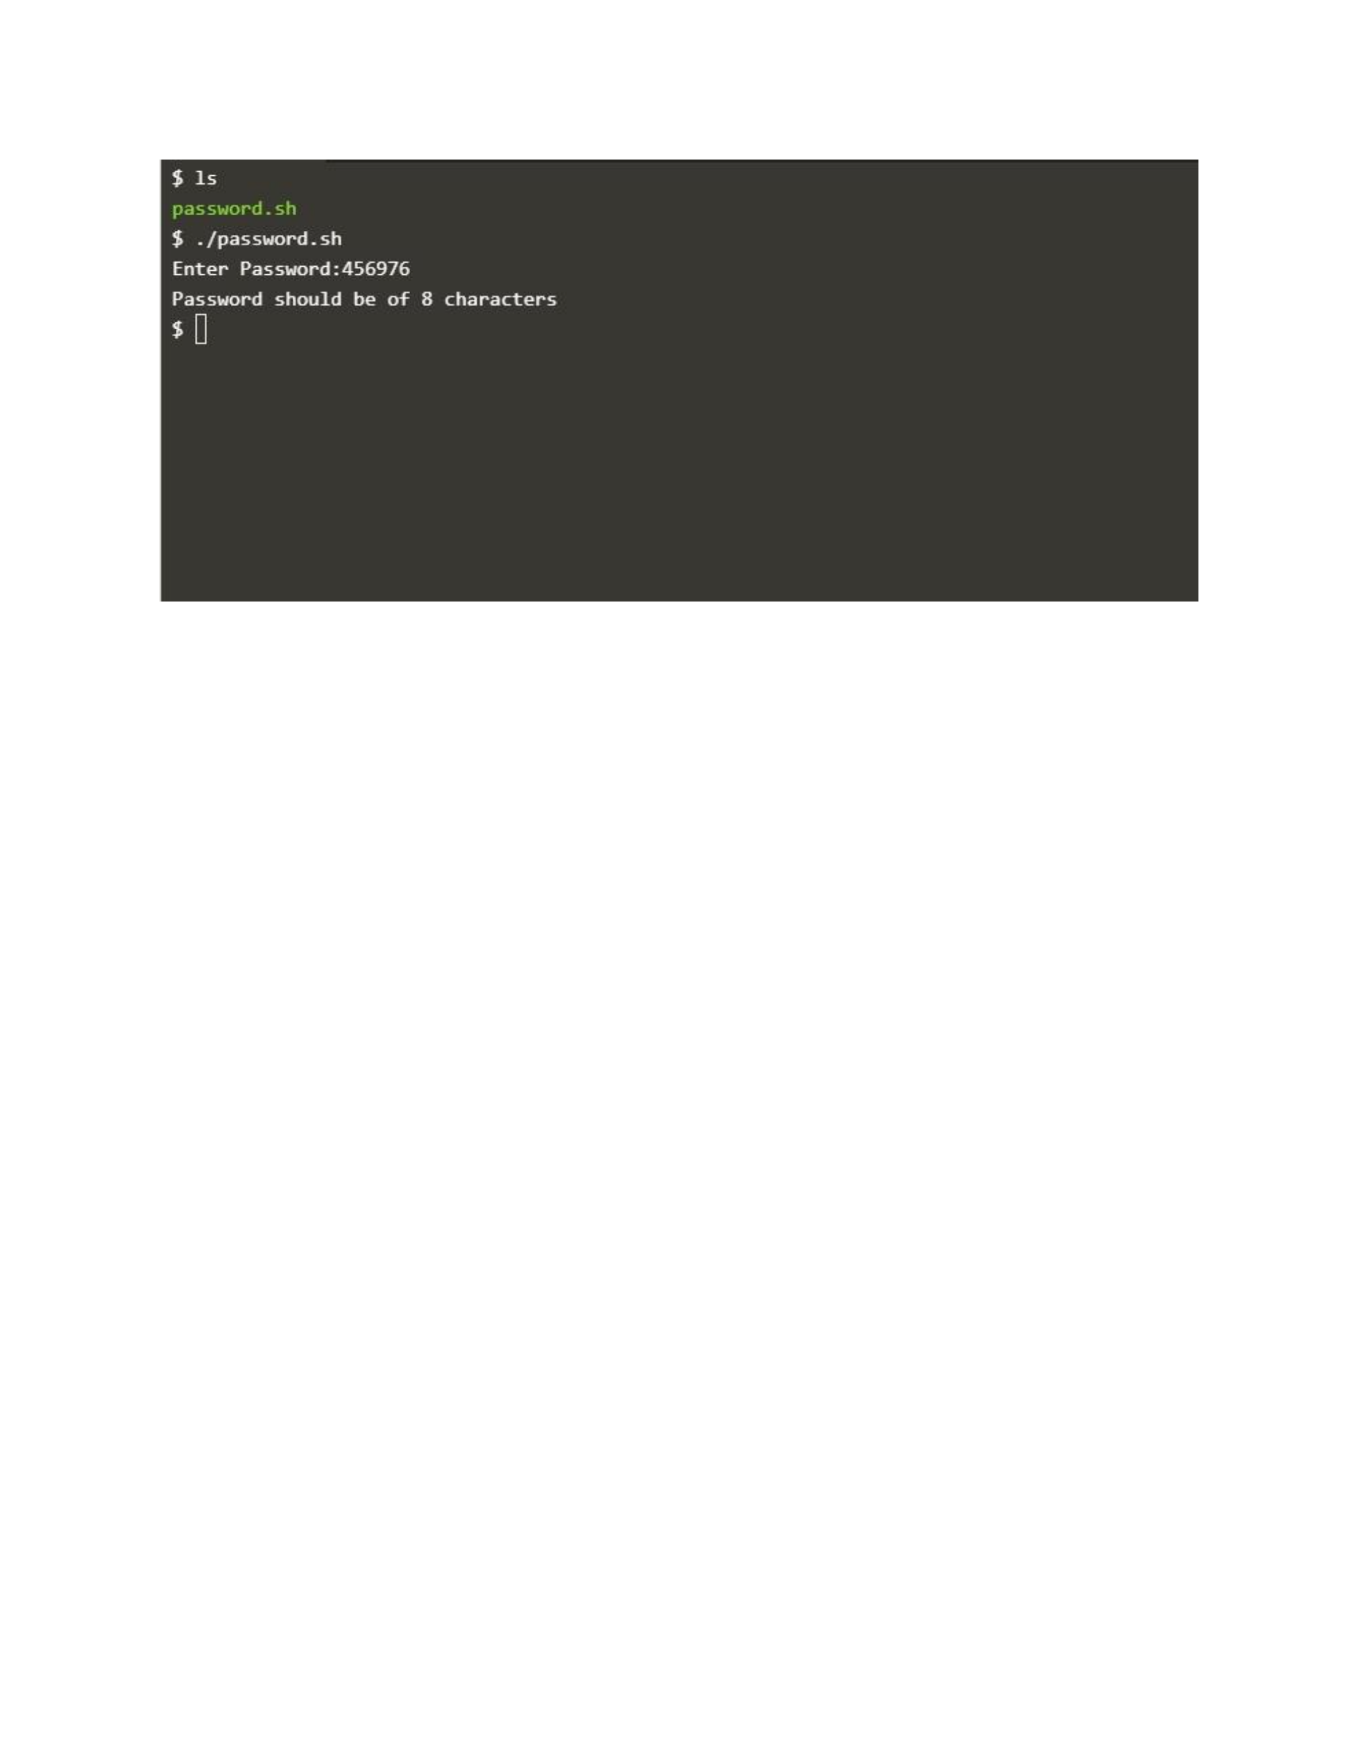 $ ls
password.sh
$ ./password.sh
Enter Password:456976
Password should be of 8 characters
$